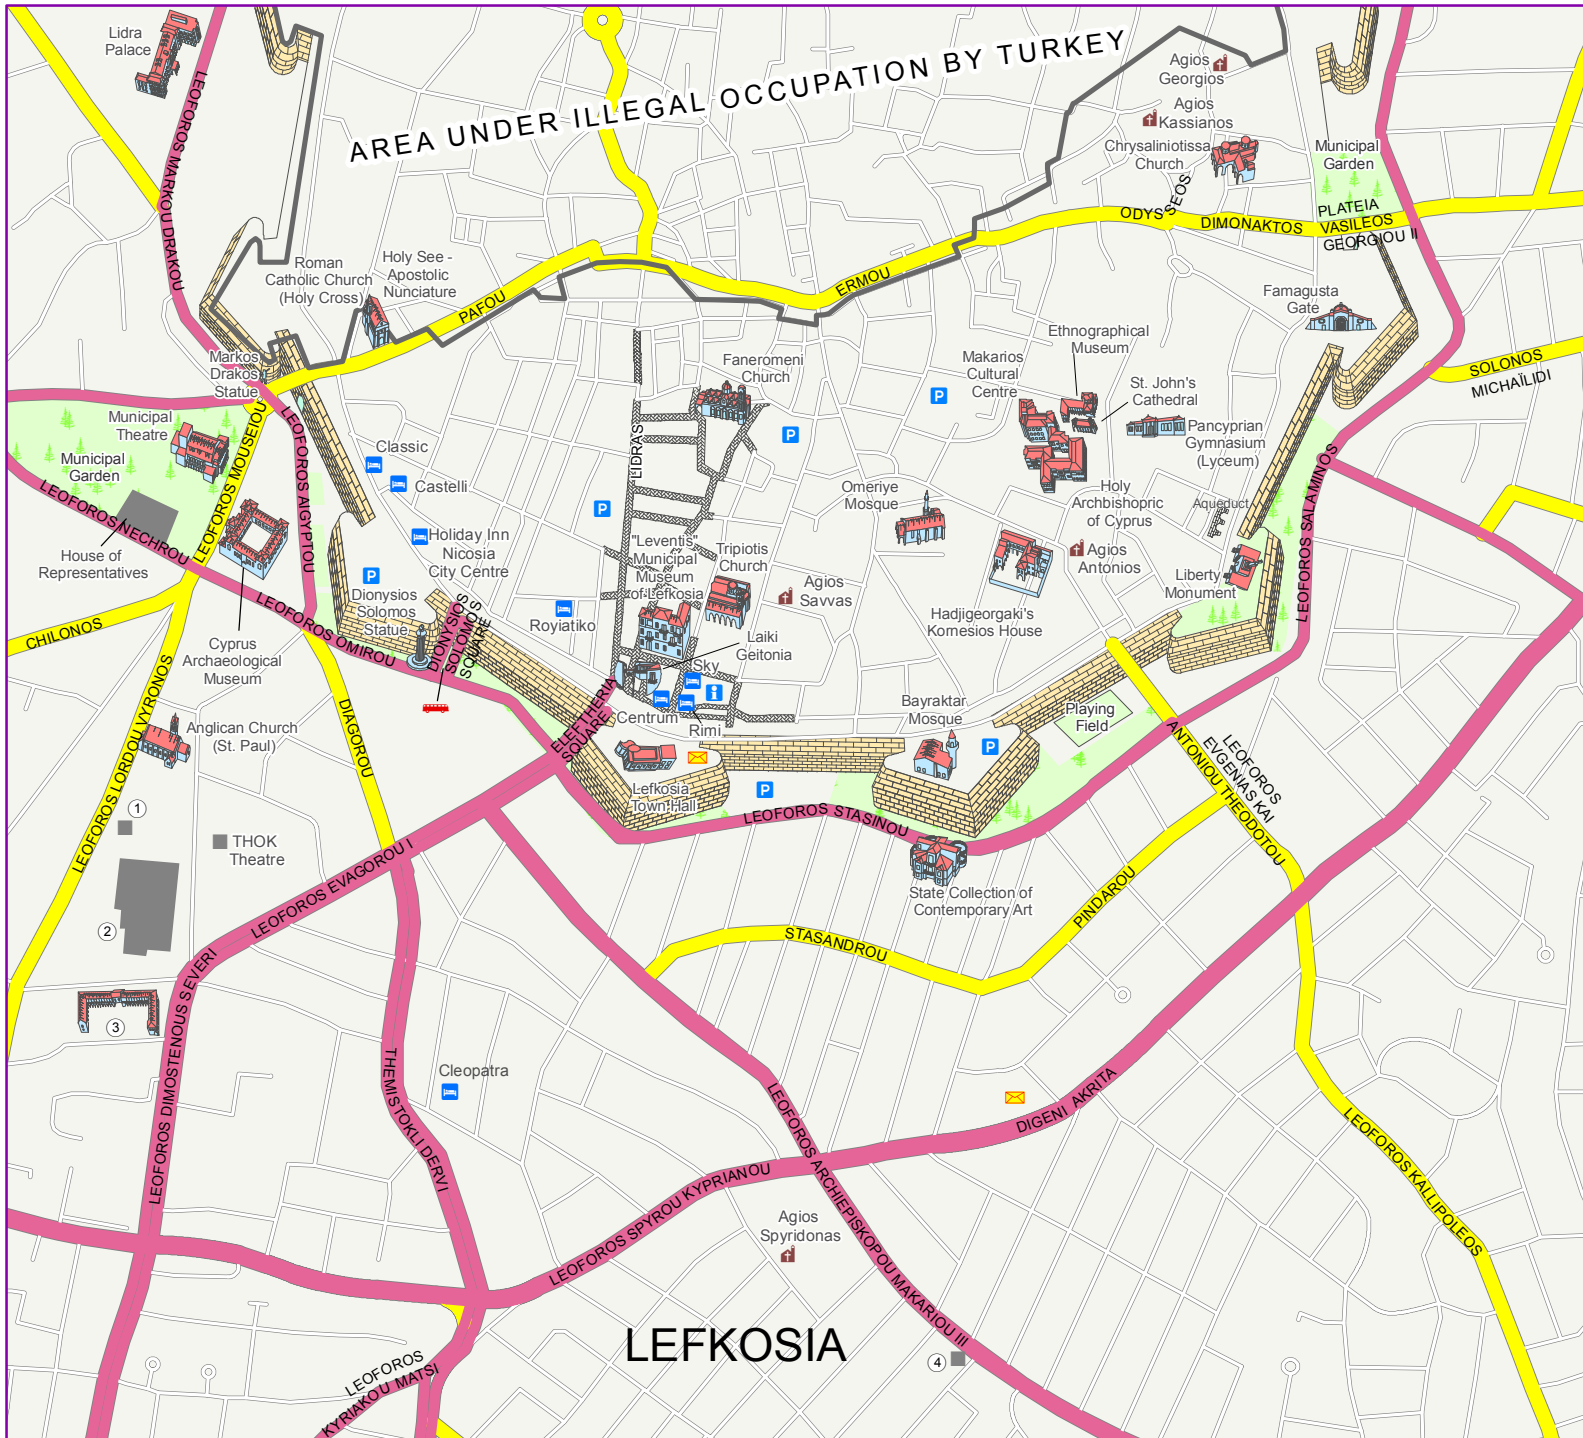 Lidra
Palace
LEOFOROS MARKOU DRAKOU
AREA UNDER ILLEGAL OCCUPATION BY TURKEY
Agios
Georgios
Agios
Kassianos
Chrysaliniotissa
Church
Municipal
Garden
ODYSSEOS
DIMONAKTOS
PLATEIA
VASILEOS
GEORGIOU II
Roman
Catholic Church
(Holy Cross)
Holy See -
Apostolic
Nunciature
PAFOU
ERMOU
Famagusta
Gate
SOLONOS
MICHAÏLIDI
Markos
Drakos
Statue
Faneromeni
Church
Makarios
Cultural
Centre
Ethnographical
Museum
St. John's
Cathedral
Pancyprian
Gymnasium
(Lyceum)
P
P
P
Municipal
Theatre
Municipal
Garden
LEOFOROS MOUSEIOU
LEOFOROS AIGYPTOU
LEOFOROS NECHROU
House of
Representatives
Classic
Castelli
Holiday Inn
Nicosia
City Centre
LIDRAS
"Leventis"
Municipal
Museum
of Lefkosia
Tripiotis
Church
Omeriye
Mosque
Holy
Archbishopric
of Cyprus
Aqueduct
Agios
Antonios
Liberty
Monument
LEOFOROS SALAMINOS
P
Dionysios
Solomos
Statue
DIONYSIOS
SOLOMOS
SQUARE
Royiatiko
Agios
Savvas
Hadjigeorgaki's
Kornesios House
CHILONOS
LEOFOROS OMIROU
Cyprus
Archaeological
Museum
Laiki
Geitonia
Sky
i
Centrum
Rimi
ELEFTHERIA
SQUARE
Bayraktar
Mosque
P
Playing
Field
LEOFOROS LORDOU VYRONOS
Anglican Church
(St. Paul)
DIAGOROU
Lefkosia
Town Hall
P
LEOFOROS STASINOU
ANTONIOU THEODOTOU
LEOFOROS
EVGENIAS KAI
1
THOK
Theatre
LEOFOROS EVAGOROU I
State Collection of
Contemporary Art
PINDAROU
STASANDROU
2
3
LEOFOROS DIMOSTENOUS SEVERI
THEMISTOKLI DERVI
Cleopatra
LEOFOROS ARCHIEPISKOPOU MAKARIOU III
DIGENI AKRITA
LEOFOROS KALLIPOLEOS
LEOFOROS SPYROU KYPRIANOU
Agios
Spyridonas
LEFKOSIA
4
LEOFOROS
KYRIAKOU MATSI